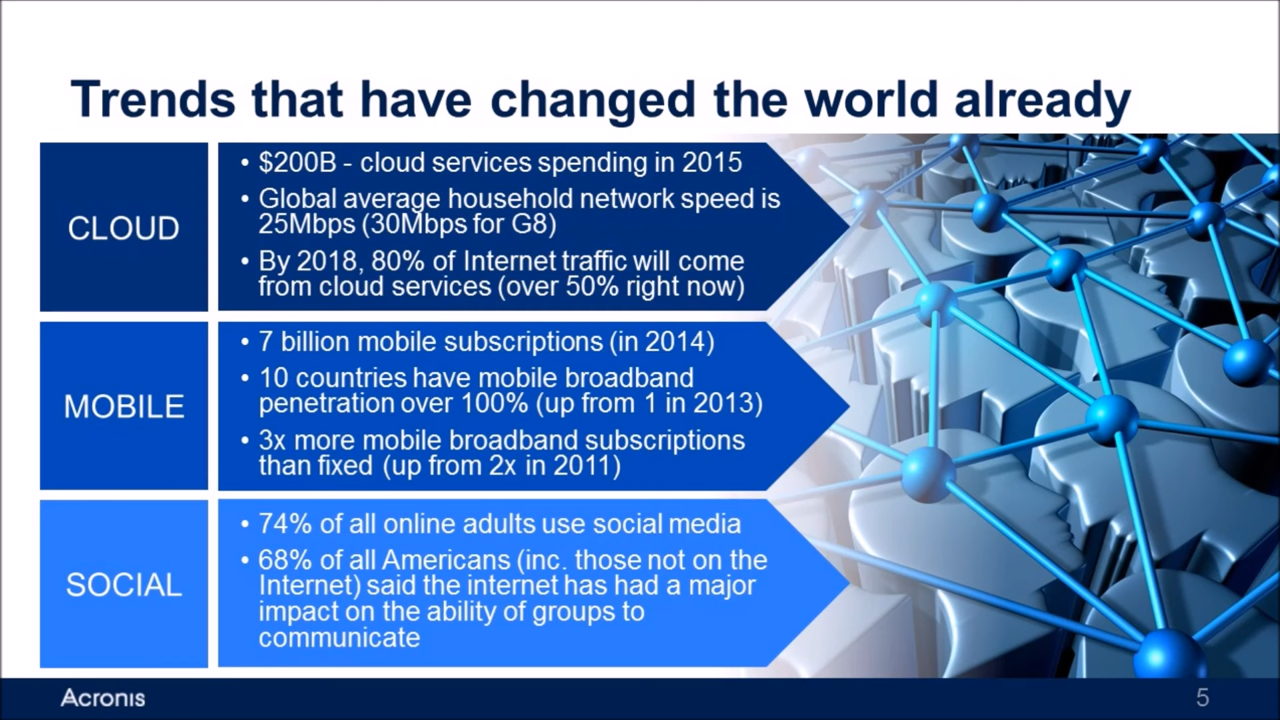 Trends that have changed the world already
CLOUD
• $200B - cloud services spending in 2015
• Global average household network speed is
25Mbps (30Mbps for G8)
• By 2018, 80% of Internet traffic will come
from cloud services (over 50% right now)
MOBILE
• 7 billion mobile subscriptions (in 2014)
• 10 countries have mobile broadband
penetration over 100% (up from 1 in 2013)
• 3x more mobile broadband subscriptions
than fixed (up from 2x in 2011)
SOCIAL
• 74% of all online adults use social media
• 68% of all Americans (inc. those not on the
Internet) said the internet has had a major
impact on the ability of groups to
communicate
Acronis
5